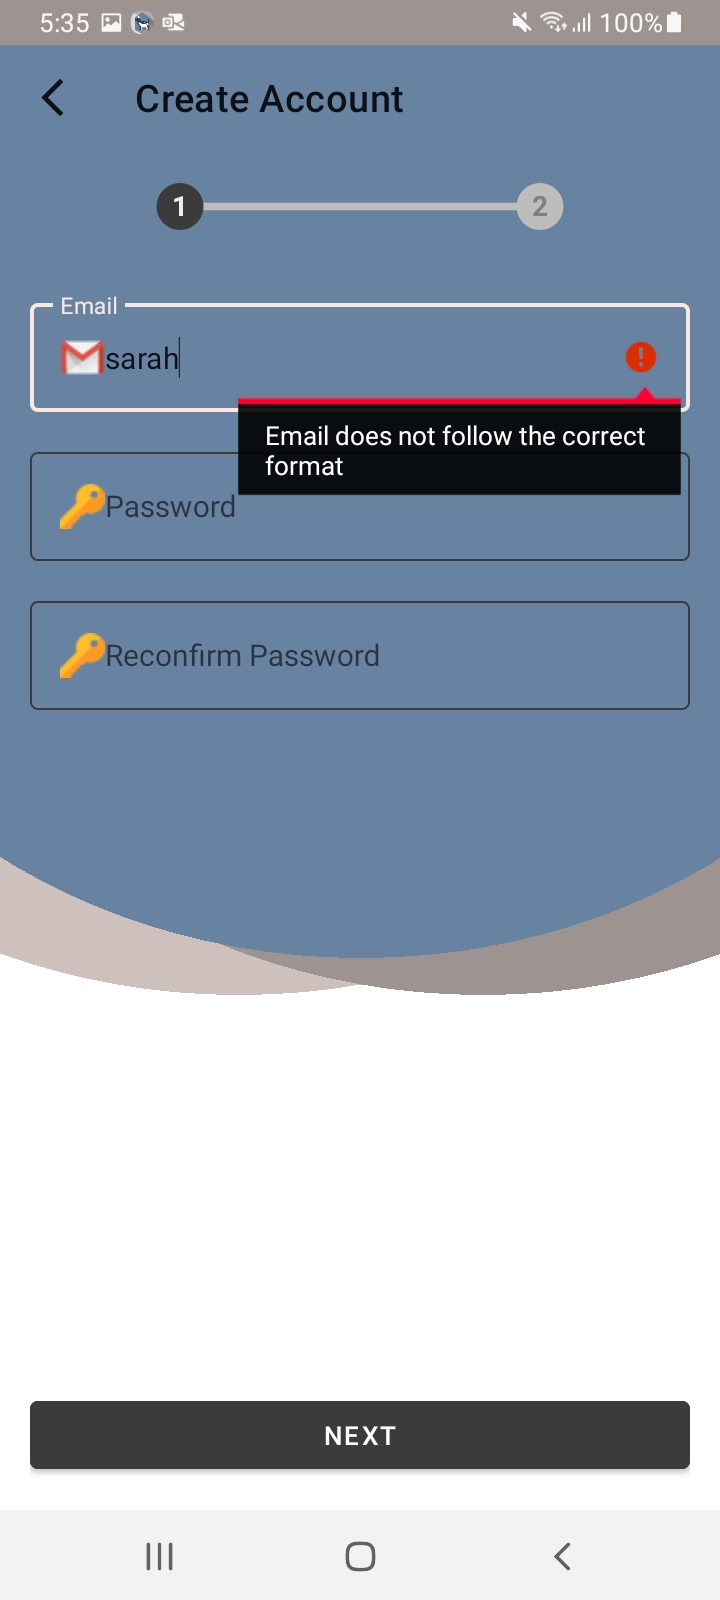 5:35 100%
Create Account
1 2
Email
sarah
Email does not follow the correct
format
Password
Reconfirm Password
NEXT